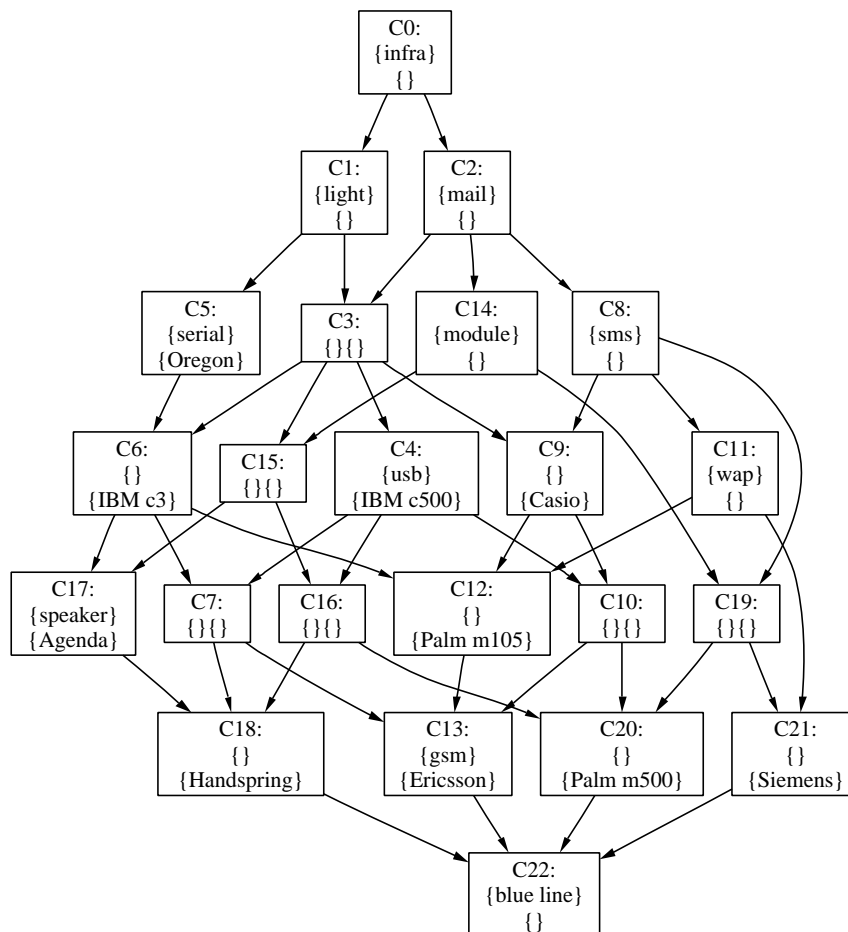 C0:
{infra}
{}
C1:
{light}
{}
C2:
{mail}
{}
C5:
{serial}
{Oregon}
C3:
{}{}
C14:
{module}
{}
C8:
{sms}
{}
C6:
{}
{IBM c3}
C15:
{}{}
C4:
{usb}
{IBM c500}
C9:
{}
{Casio}
C11:
{wap}
{}
C17:
{speaker}
{Agenda}
C7:
{}{}
C16:
{}{}
C12:
{}
{Palm m105}
C10:
{}{}
C19:
{}{}
C18:
{}
{Handspring}
C13:
{gsm}
{Ericsson}
C20:
{}
{Palm m500}
C21:
{}
{Siemens}
C22:
{blue line}
{}